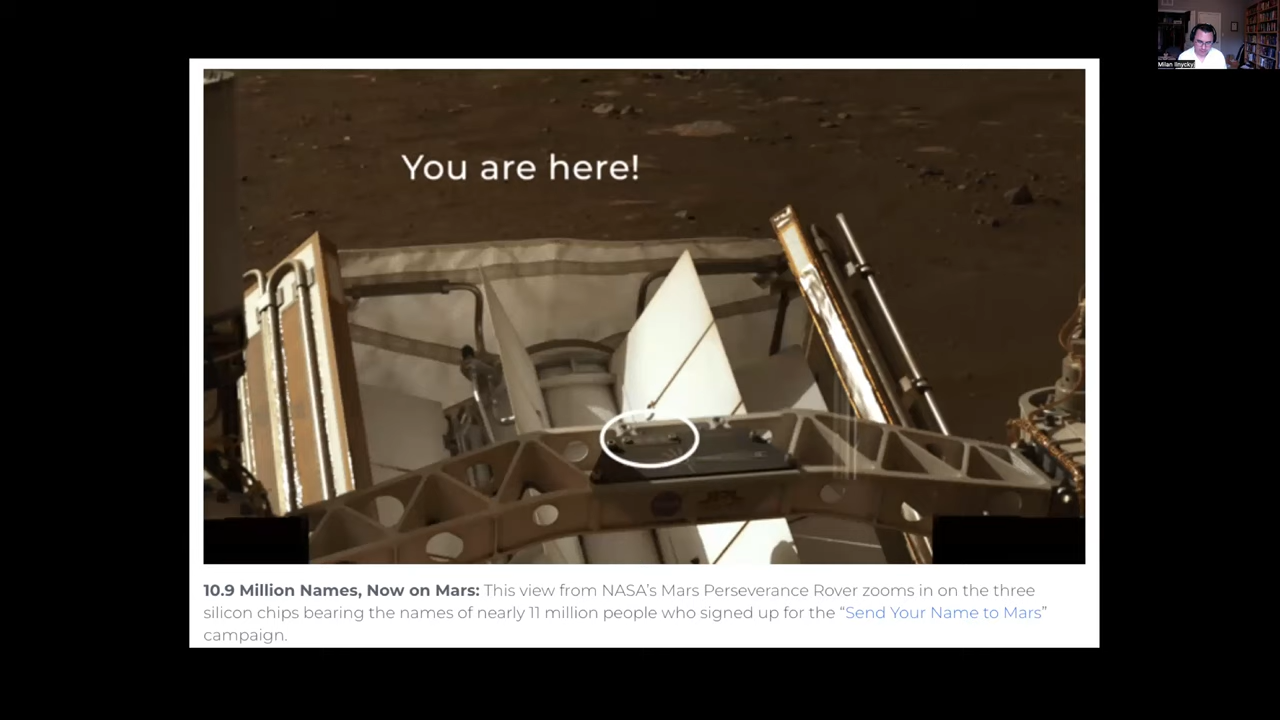 Milan Ilnyckyj
You are here!
10.9 Million Names, Now on Mars: This view from NASA’s Mars Perseverance Rover zooms in on the three
silicon chips bearing the names of nearly 11 million people who signed up for the “Send Your Name to Mars”
campaign.